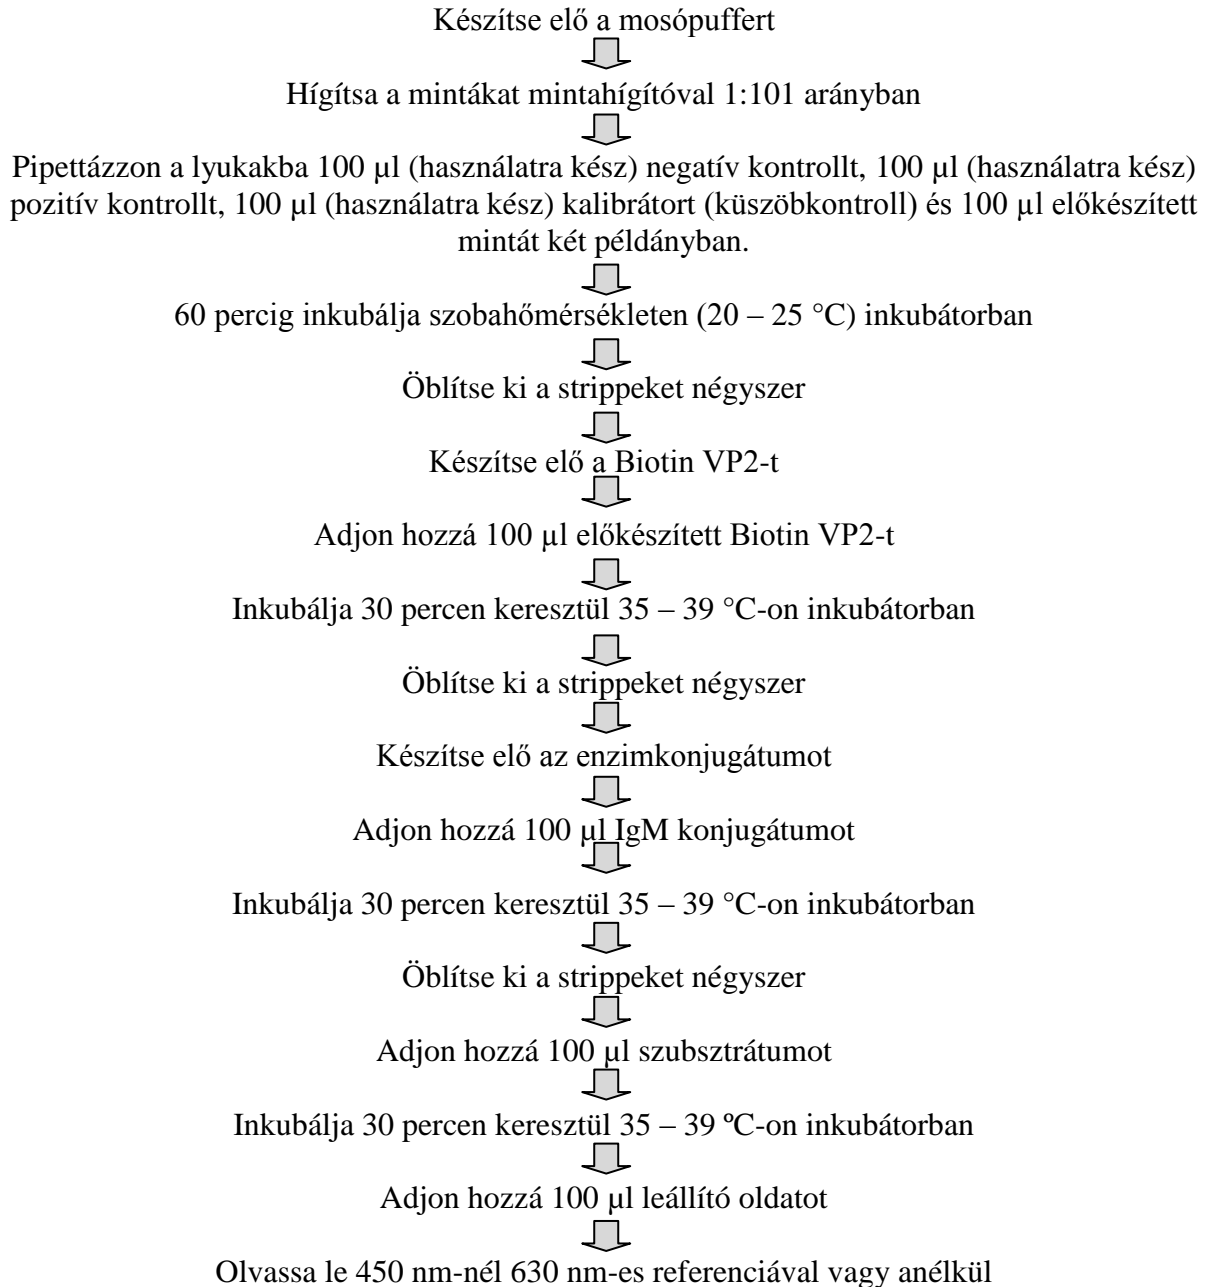 Készítse elő a mosópuffert
Hígítsa a mintákat mintahígítóval 1:101 arányban
Pipettázzon a lyukakba 100 µl (használatra kész) negatív kontrollt, 100 µl (használatra kész)
pozitív kontrollt, 100 µl (használatra kész) kalibrátort (küszöbkontroll) és 100 µl előkészített
mintát két példányban.
60 percig inkubálja szobahőmérsékleten (20 – 25 °C) inkubátorban
Öblítse ki a strippeket négyszer
Készítse elő a Biotin VP2-t
Adjon hozzá 100 µl előkészített Biotin VP2-t
Inkubálja 30 percen keresztül 35 – 39 °C-on inkubátorban
Öblítse ki a strippeket négyszer
Készítse elő az enzimkonjugátumot
Adjon hozzá 100 µl IgM konjugátumot
Inkubálja 30 percen keresztül 35 – 39 °C-on inkubátorban
Öblítse ki a strippeket négyszer
Adjon hozzá 100 µl szubsztrátumot
Inkubálja 30 percen keresztül 35 – 39 ºC-on inkubátorban
Adjon hozzá 100 µl leállító oldatot
Olvassa le 450 nm-nél 630 nm-es referenciával vagy anélkül